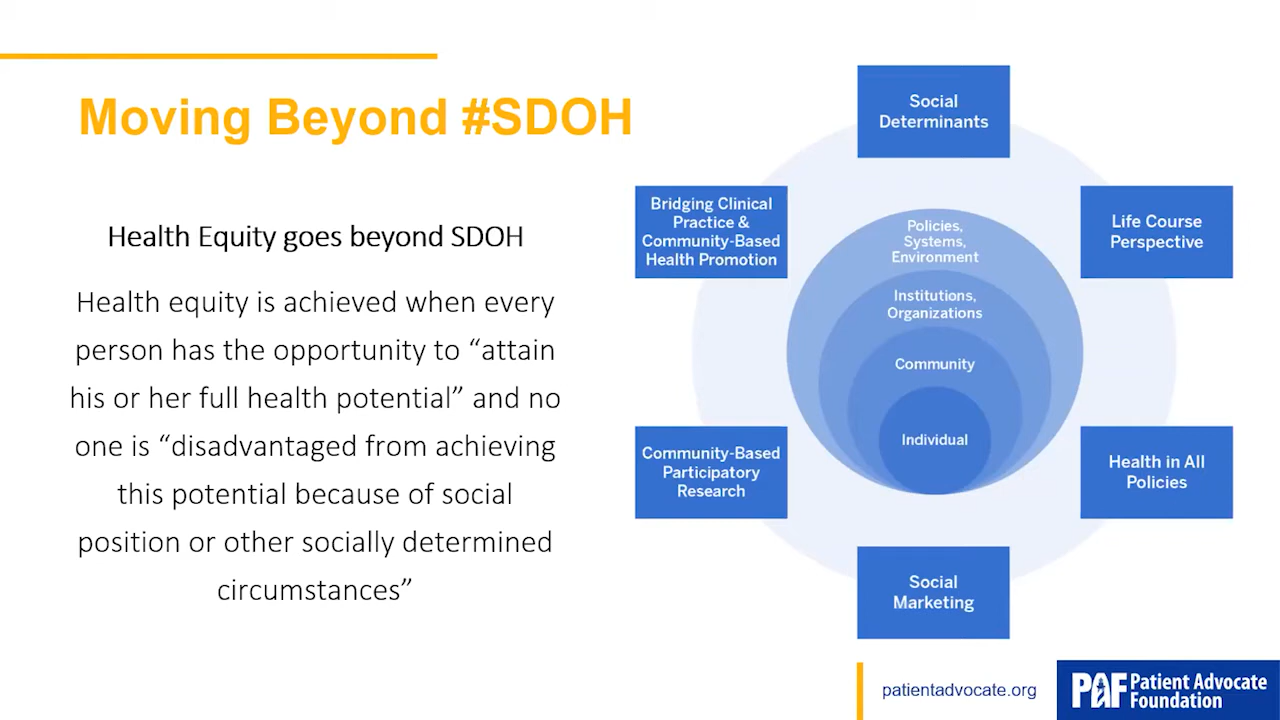 Moving Beyond #SDOH
Health Equity goes beyond SDOH
Health equity is achieved when every
person has the opportunity to “attain
his or her full health potential” and no
one is “disadvantaged from achieving
this potential because of social
position or other socially determined
circumstances”
Social
Determinants
Bridging Clinical
Practice &
Community-Based
Health Promotion
Life Course
Perspective
Policies,
Systems,
Environment
Institutions,
Organizations
Community
Individual
Community-Based
Participatory
Research
Health in All
Policies
Social
Marketing
patientadvocate.org
PAF Patient Advocate
Foundation